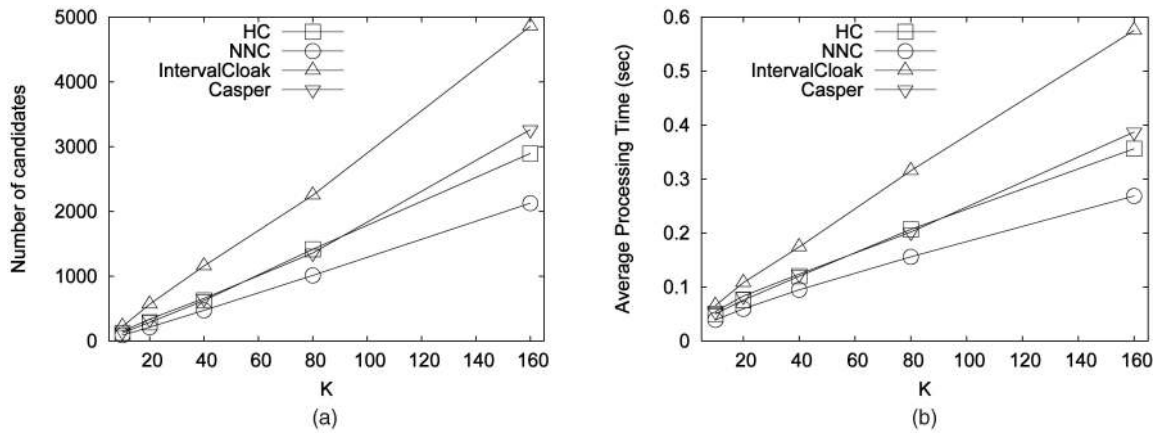 5000
4000
3000
2000
1000
0
Number of candidates
HC
NNC
IntervalCloak
Casper
20 40 60 80 100 120 140 160
K
(a)
0.6
0.5
0.4
0.3
0.2
0.1
0
Average Processing Time (sec)
HC
NNC
IntervalCloak
Casper
20 40 60 80 100 120 140 160
K
(b)